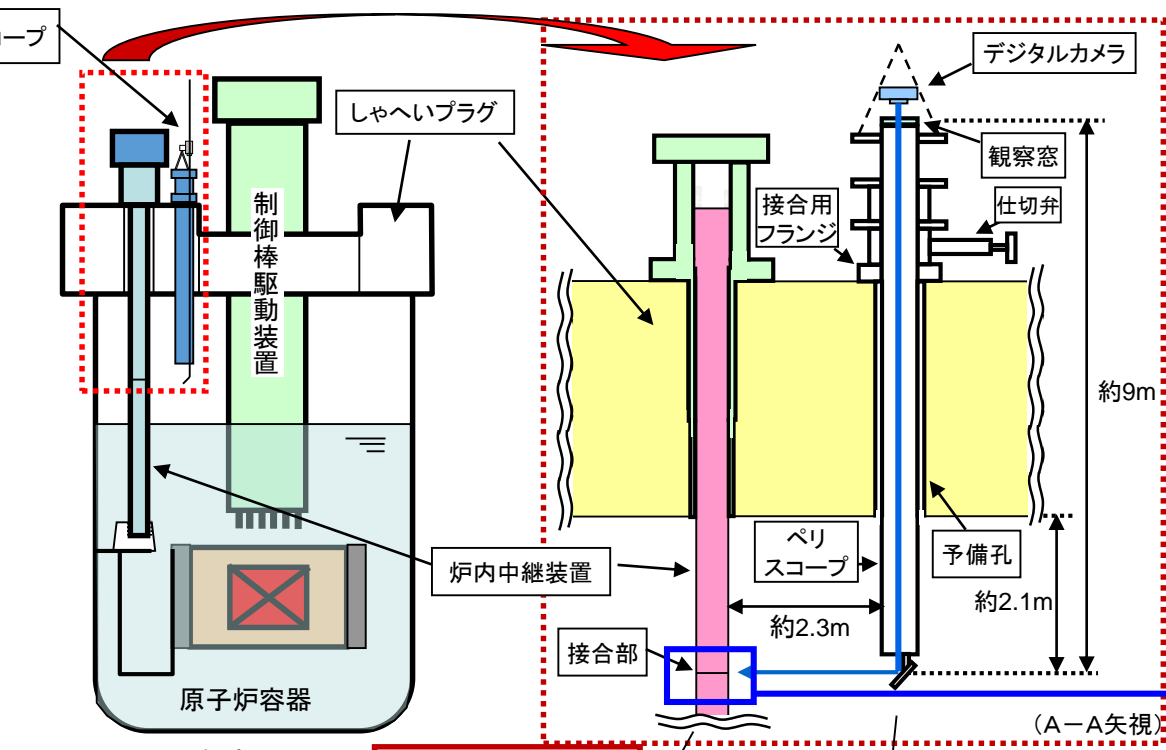 コープ
しゃへいプラグ
制御棒駆動装置
炉内中継装置
原子炉容器
デジタルカメラ
観察窓
仕切弁
接合用
フランジ
約9m
ペリ
スコープ
予備孔
約2.1m
約2.3m
接合部
(A-A矢視)